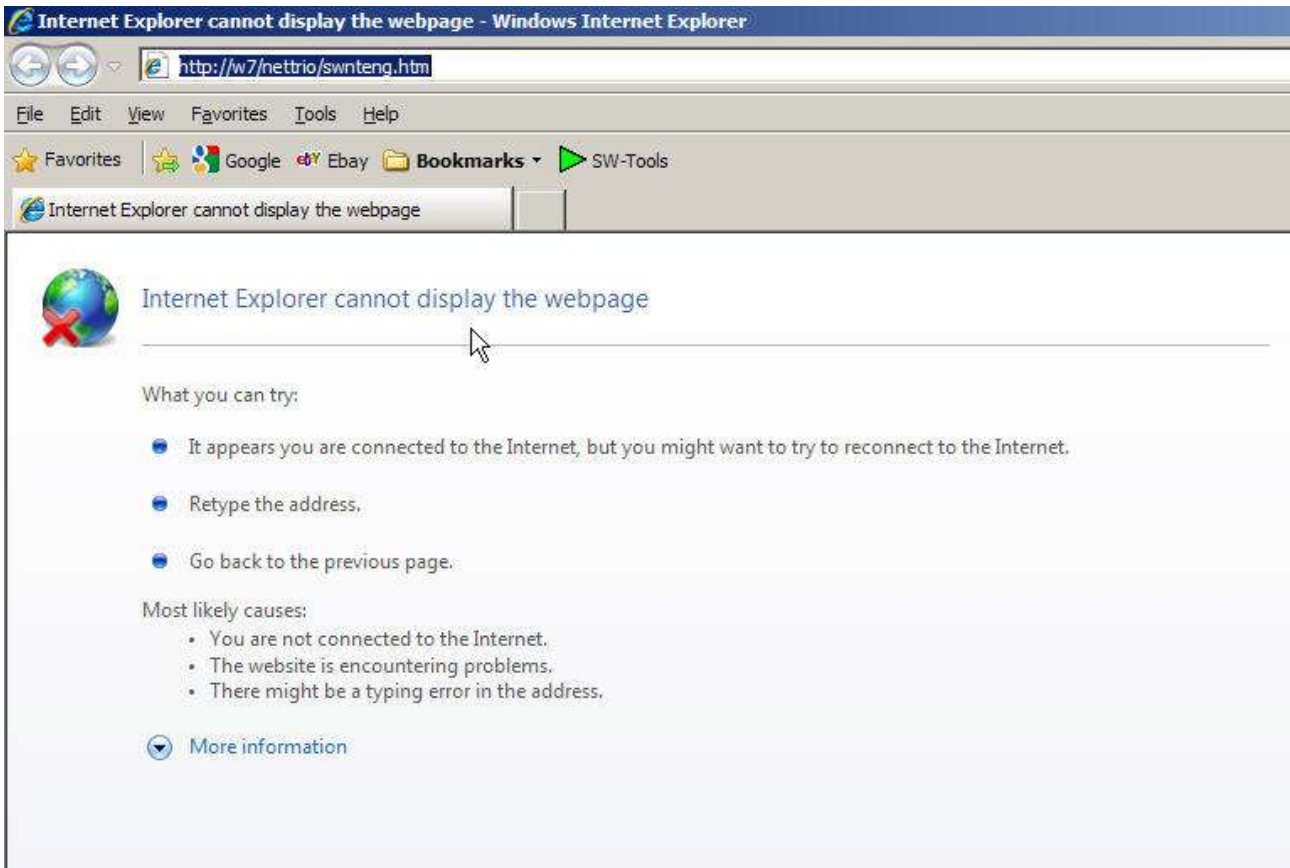 Internet Explorer cannot display the webpage - Windows Internet Explorer
http://w7/nettrio/swnteng.htm
File Edit View Favorites Tools Help
Favorites Google Ebay Bookmarks SW-Tools
Internet Explorer cannot display the webpage
Internet Explorer cannot display the webpage
What you can try:
It appears you are connected to the Internet, but you might want to try to reconnect to the Internet.
Retype the address.
Go back to the previous page.
Most likely causes:
• You are not connected to the Internet.
• The website is encountering problems.
• There might be a typing error in the address.
More information